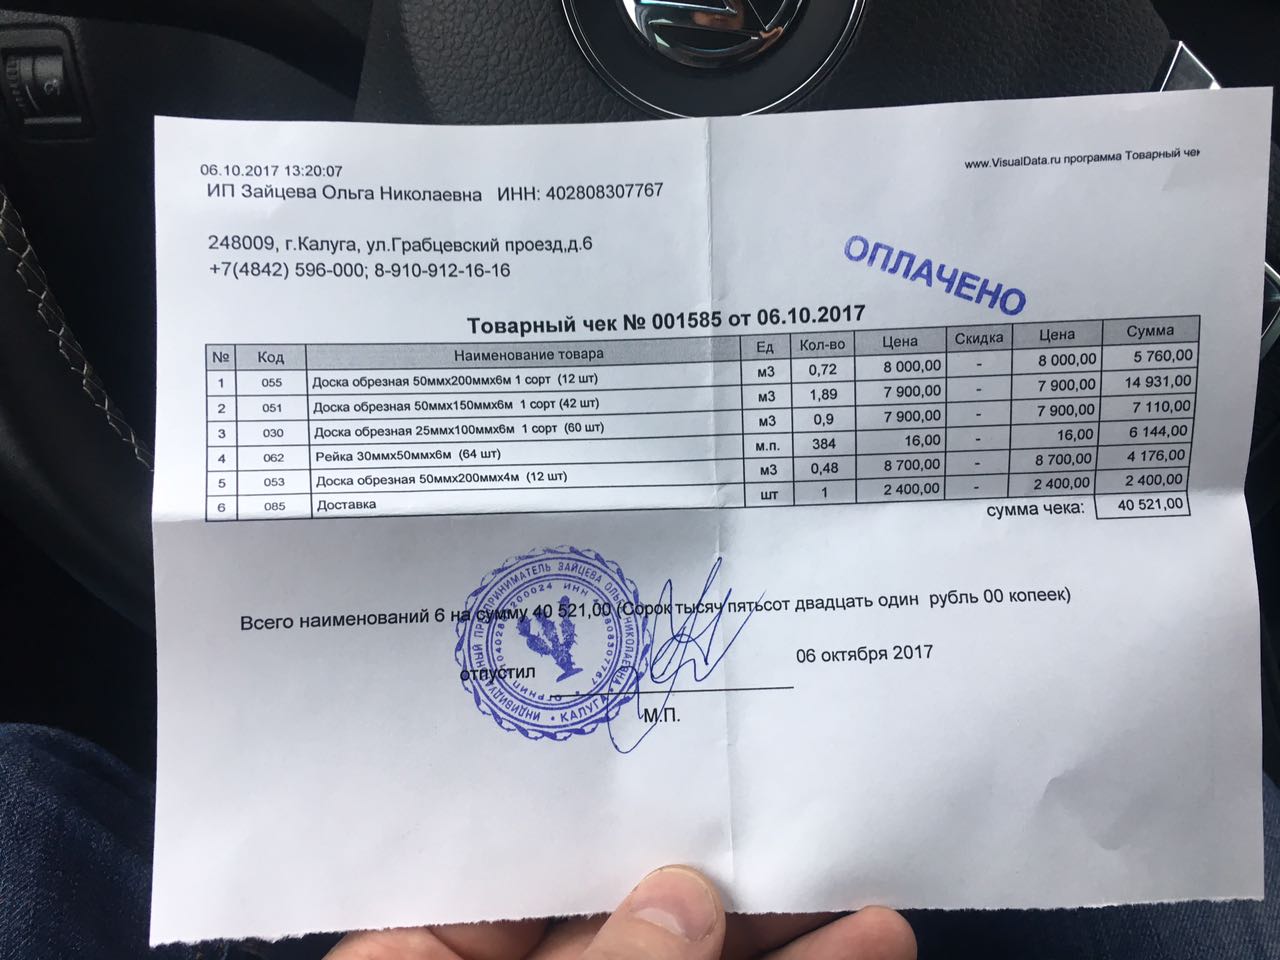 06.10.2017 13:20:07
www.VisualData.ru программа Товарный че
ИП Зайцева Ольга Николаевна ИНН: 402808307767
248009, г.Калуга, ул.Грабцевский проезд,д.6
+7(4842) 596-000; 8-910-912-16-16
ОПЛАЧЕНО
Товарный чек № 001585 от 06.10.2017
№ Код Наименование товара Ед Кол-во Цена Скидка Цена Сумма
1 055 Доска обрезная 50ммх200ммх6м 1 сорт (12 шт) м3 0,72 8 000,00 - 8 000,00 5 760,00
2 051 Доска обрезная 50ммх150ммх6м 1 сорт (42 шт) м3 1,89 7 900,00 - 7 900,00 14 931,00
3 030 Доска обрезная 25ммх100ммх6м 1 сорт (60 шт) м3 0,9 7 900,00 - 7 900,00 7 110,00
4 062 Рейка 30ммх50ммх6м (64 шт) м.п. 384 16,00 - 16,00 6 144,00
5 053 Доска обрезная 50ммх200ммх4м (12 шт) м3 0,48 8 700,00 - 8 700,00 4 176,00
6 085 Доставка шт 1 2 400,00 - 2 400,00 2 400,00
сумма чека: 40 521,00
Всего наименований 6 на сумму 40 521,00 (Сорок тысяч пятьсот двадцать один рубль 00 копеек)
отпустил
06 октября 2017
М.П.
ИНДИВИДУАЛЬНЫЙ ПРЕДПРИНИМАТЕЛЬ ЗАЙЦЕВА ОЛЬГА НИКОЛАЕВНА • КАЛУГА •
ОГРНИП ИНН